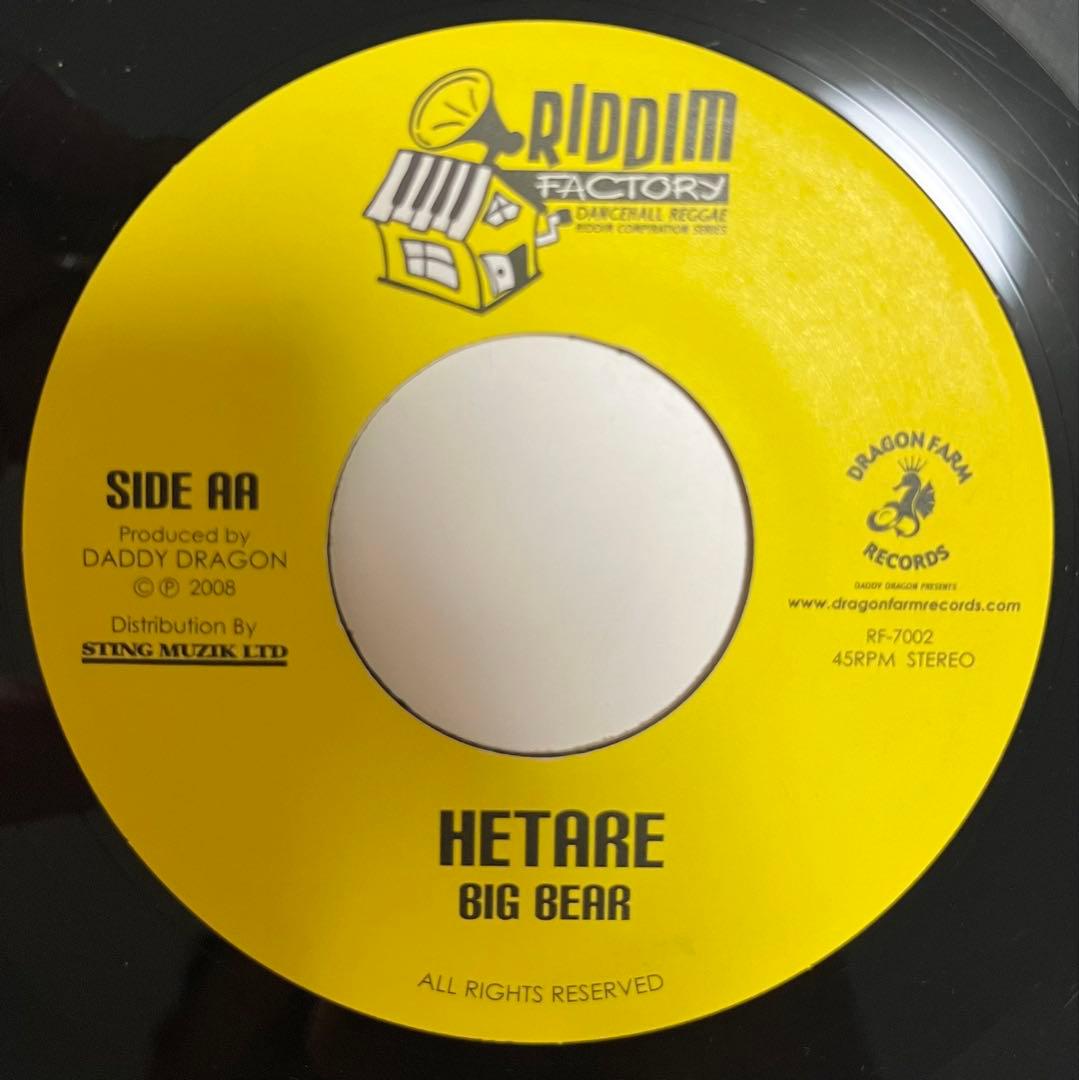 RIDDIM
FACTORY
DANCEHALL REGGAE
RIDDIM COMPIRATION SERIES
SIDE AA
Produced by
DADDY DRAGON
©℗ 2008
Distribution By
STING MUZIK LTD
DRAGON FARM
RECORDS
DADDY DRAGON PRESENTS
www.dragonfarmrecords.com
RF-7002
45RPM STEREO
HETARE
BIG BEAR
ALL RIGHTS RESERVED